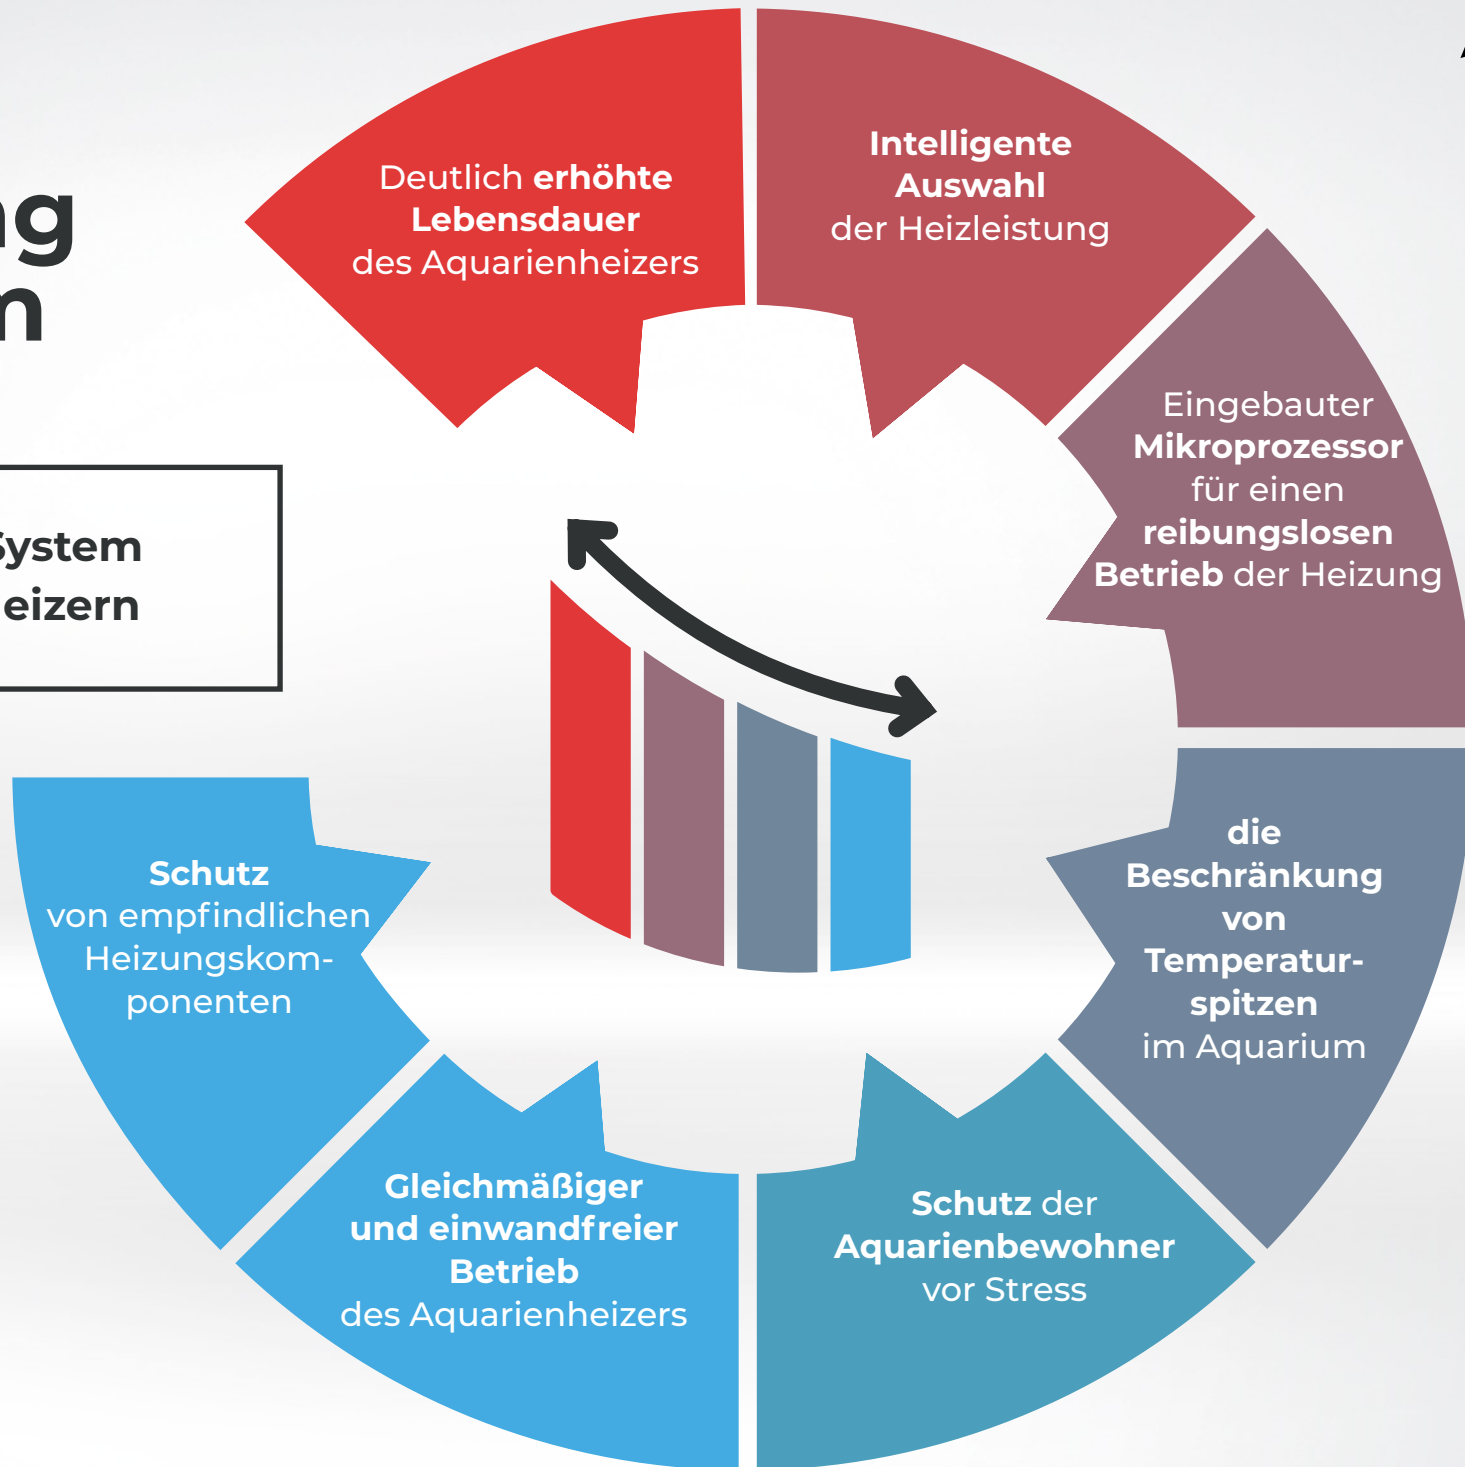 Deutlich erhöhte
Lebensdauer
des Aquarienheizers
Intelligente
Auswahl
der Heizleistung
Eingebauter
Mikroprozessor
für einen
reibungslosen
Betrieb der Heizung
die
Beschränkung
von
Temperatur-
spitzen
im Aquarium
Schutz der
Aquarienbewohner
vor Stress
Gleichmäßiger
und einwandfreier
Betrieb
des Aquarienheizers
Schutz
von empfindlichen
Heizungskom-
ponenten
System
eizern